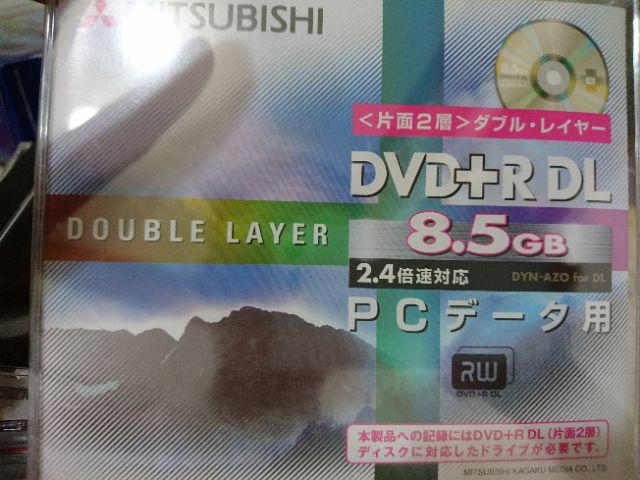 MITSUBISHI
8.5GB
DVD+R DL
<片面2層>ダブル・レイヤー
DVD+R DL
DOUBLE LAYER
8.5GB
2.4倍速対応
DYN-AZO for DL
PCデータ用
RW
DVD+R DL
本製品への記録にはDVD+R DL(片面2層)
ディスクに対応したドライブが必要です。
MITSUBISHI KAGAKU MEDIA CO., LTD.